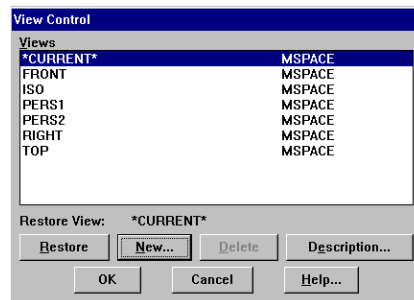 View Control
Views
*CURRENT* MSPACE
FRONT MSPACE
ISO MSPACE
PERS1 MSPACE
PERS2 MSPACE
RIGHT MSPACE
TOP MSPACE
Restore View: *CURRENT*
Restore New... Delete Description...
OK Cancel Help...